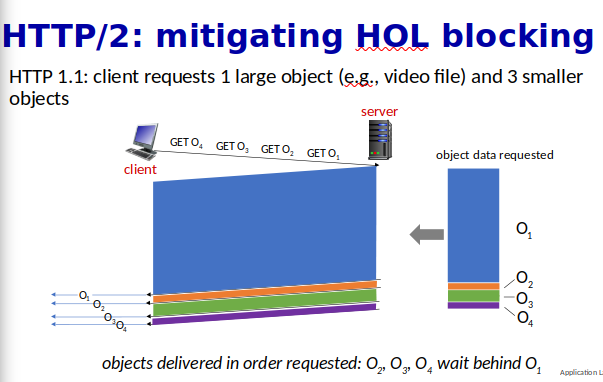 HTTP/2: mitigating HOL blocking
HTTP 1.1: client requests 1 large object (e.g., video file) and 3 smaller
objects
server
GET O₄ GET O₃ GET O₂ GET O₁
object data requested
client
O₁
O₂
O₃
O₄
O₁
O₂
O₃
O₄
objects delivered in order requested: O₂, O₃, O₄ wait behind O₁
Application L